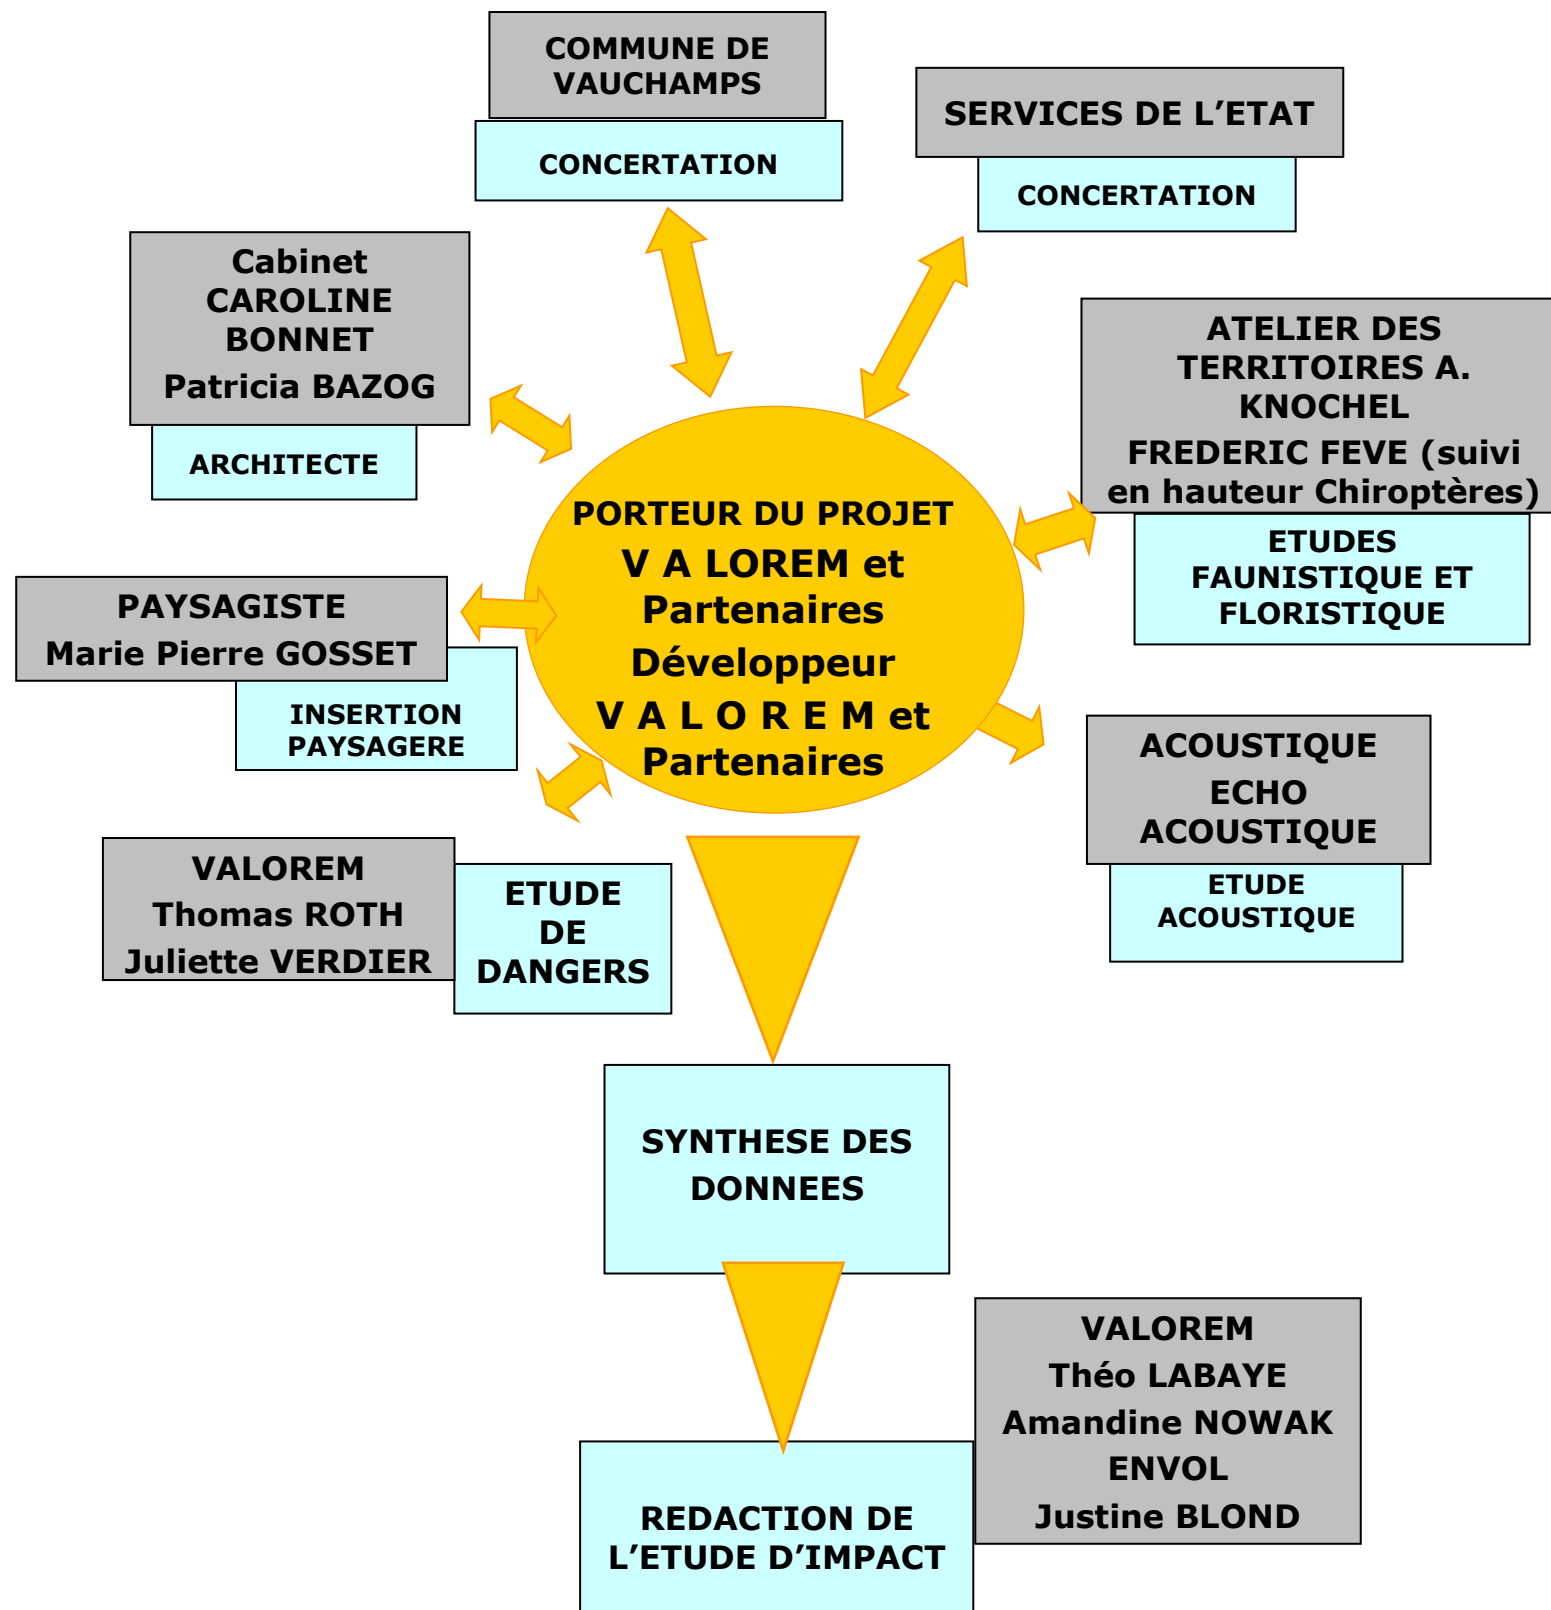 COMMUNE DE
VAUCHAMPS
CONCERTATION
SERVICES DE L’ETAT
CONCERTATION
Cabinet
CAROLINE
BONNET
Patricia BAZOG
ARCHITECTE
ATELIER DES
TERRITOIRES A.
KNOCHEL
FREDERIC FEVE (suivi
en hauteur Chiroptères)
ETUDES
FAUNISTIQUE ET
FLORISTIQUE
PORTEUR DU PROJET
V A LOREM et
Partenaires
Développeur
V A L O R E M et
Partenaires
PAYSAGISTE
Marie Pierre GOSSET
INSERTION
PAYSAGERE
ACOUSTIQUE
ECHO
ACOUSTIQUE
ETUDE
ACOUSTIQUE
VALOREM
Thomas ROTH
Juliette VERDIER
ETUDE
DE
DANGERS
SYNTHESE DES
DONNEES
VALOREM
Théo LABAYE
Amandine NOWAK
ENVOL
Justine BLOND
REDACTION DE
L’ETUDE D’IMPACT